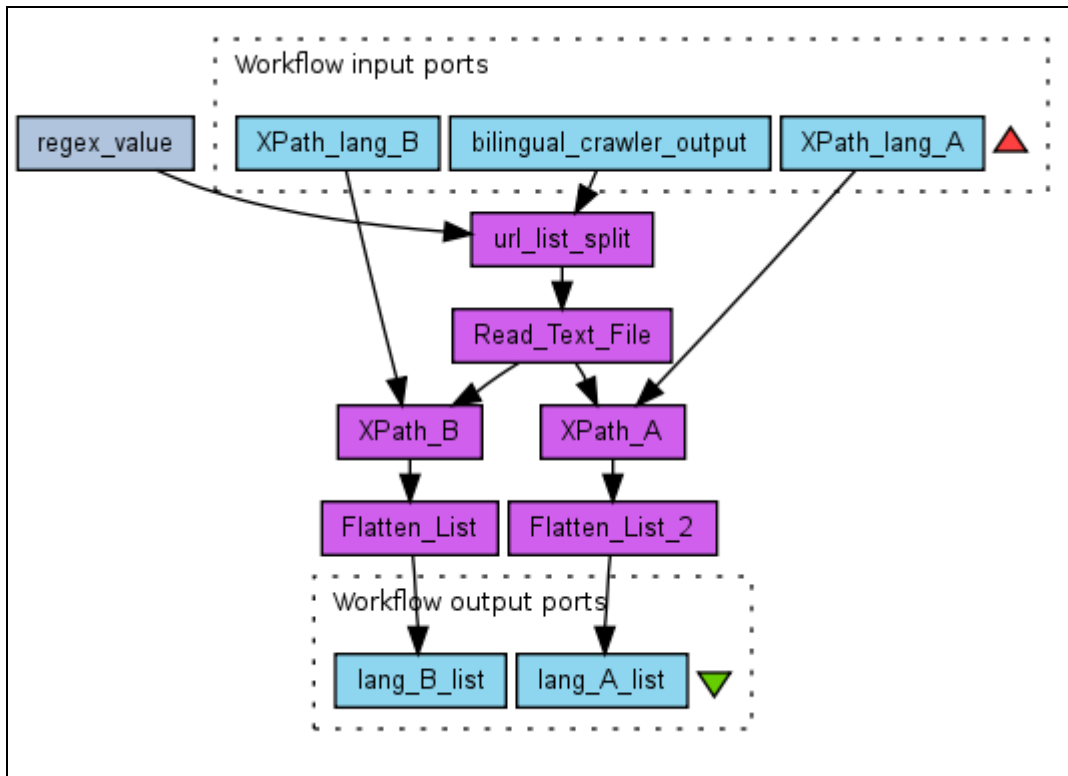 Workflow input ports
regex_value
XPath_lang_B
bilingual_crawler_output
XPath_lang_A
url_list_split
Read_Text_File
XPath_B
XPath_A
Flatten_List
Flatten_List_2
Workflow output ports
lang_B_list
lang_A_list